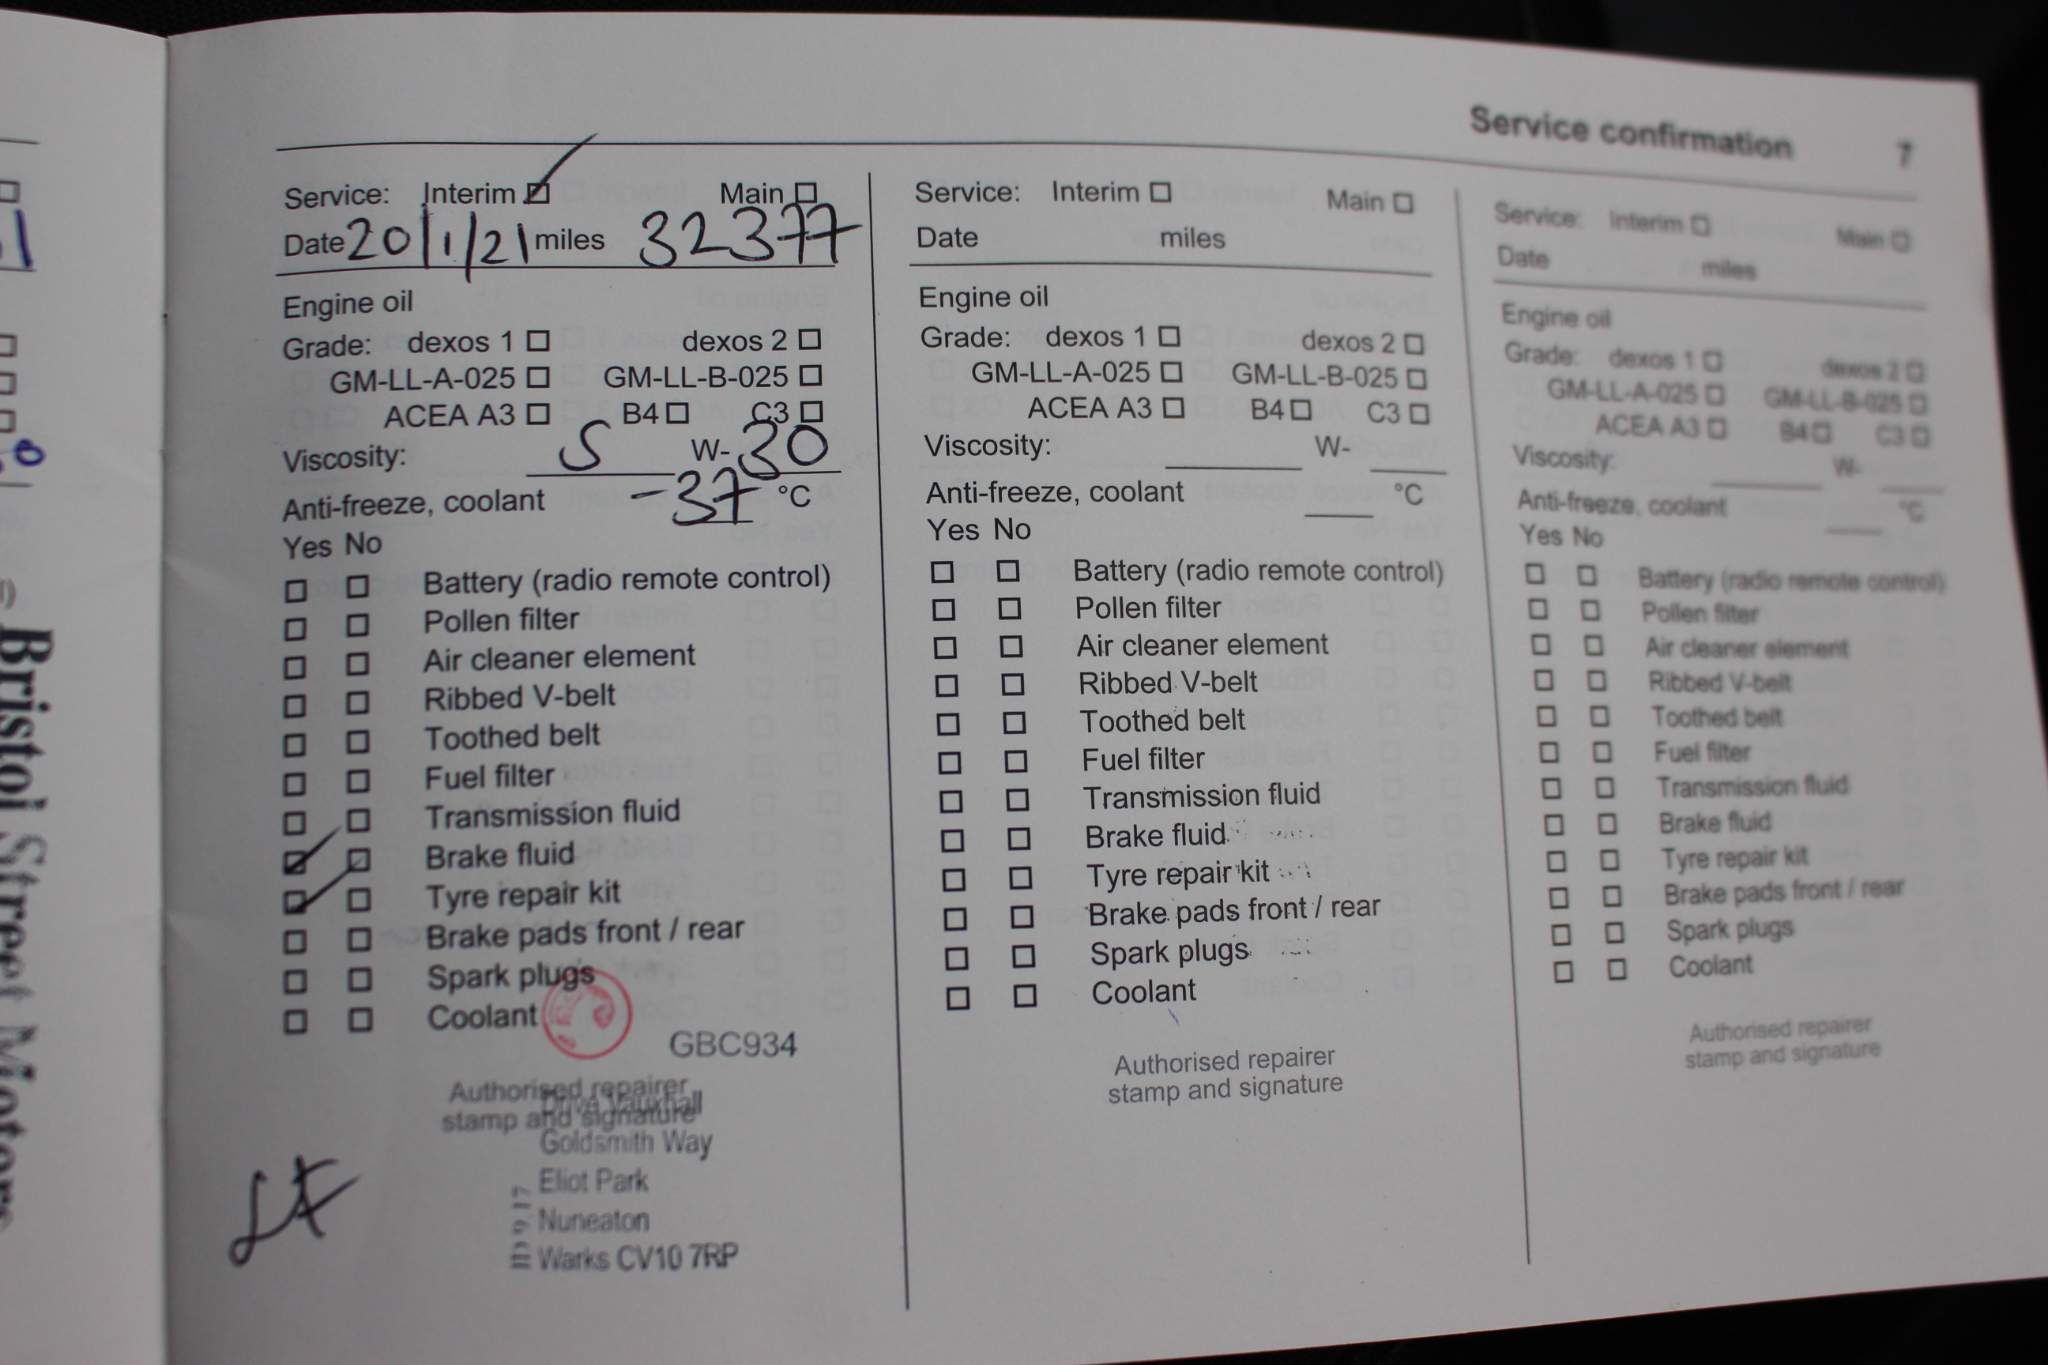 Service confirmation 7
Service: Interim Main
Date 20/1/21 miles 32377
Engine oil
Grade: dexos 1 dexos 2
GM-LL-A-025 GM-LL-B-025
ACEA A3 B4 C3
Viscosity: 5 W- 30
Anti-freeze, coolant -37 °C
Yes No
Battery (radio remote control)
Pollen filter
Air cleaner element
Ribbed V-belt
Toothed belt
Fuel filter
Transmission fluid
Brake fluid
Tyre repair kit
Brake pads front / rear
Spark plugs
Coolant
GBC934
Authorised repairer
stamp and signature
Drive Vauxhall
Goldsmith Way
Eliot Park
Nuneaton
Warks CV10 7RP
Service: Interim Main
Date miles
Engine oil
Grade: dexos 1 dexos 2
GM-LL-A-025 GM-LL-B-025
ACEA A3 B4 C3
Viscosity: W-
Anti-freeze, coolant °C
Yes No
Battery (radio remote control)
Pollen filter
Air cleaner element
Ribbed V-belt
Toothed belt
Fuel filter
Transmission fluid
Brake fluid
Tyre repair kit
Brake pads front / rear
Spark plugs
Coolant
Authorised repairer
stamp and signature
Service: Interim Main
Date miles
Engine oil
Grade: dexos 1 dexos 2
GM-LL-A-025 GM-LL-B-025
ACEA A3 B4 C3
Viscosity: W-
Anti-freeze, coolant °C
Yes No
Battery (radio remote control)
Pollen filter
Air cleaner element
Ribbed V-belt
Toothed belt
Fuel filter
Transmission fluid
Brake fluid
Tyre repair kit
Brake pads front / rear
Spark plugs
Coolant
Authorised repairer
stamp and signature
Bristol Street Motors